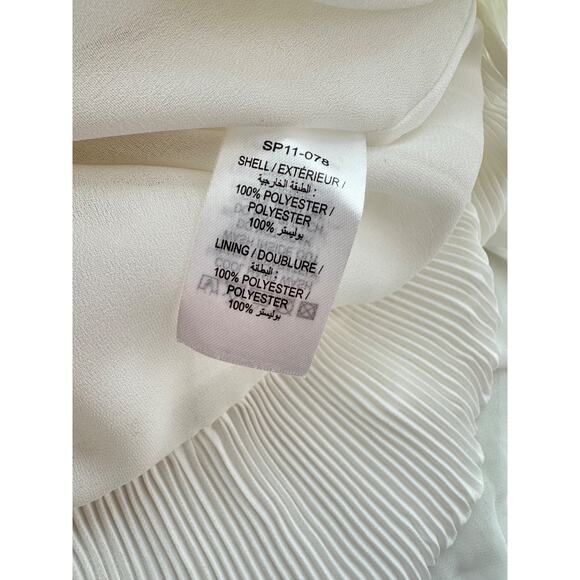 SP11-078
SHELL / EXTÉRIEUR /
الطبقة الخارجية :
100% POLYESTER /
POLYESTER
100% بوليستر
LINING / DOUBLURE /
البطانة :
100% POLYESTER /
POLYESTER
100% بوليستر